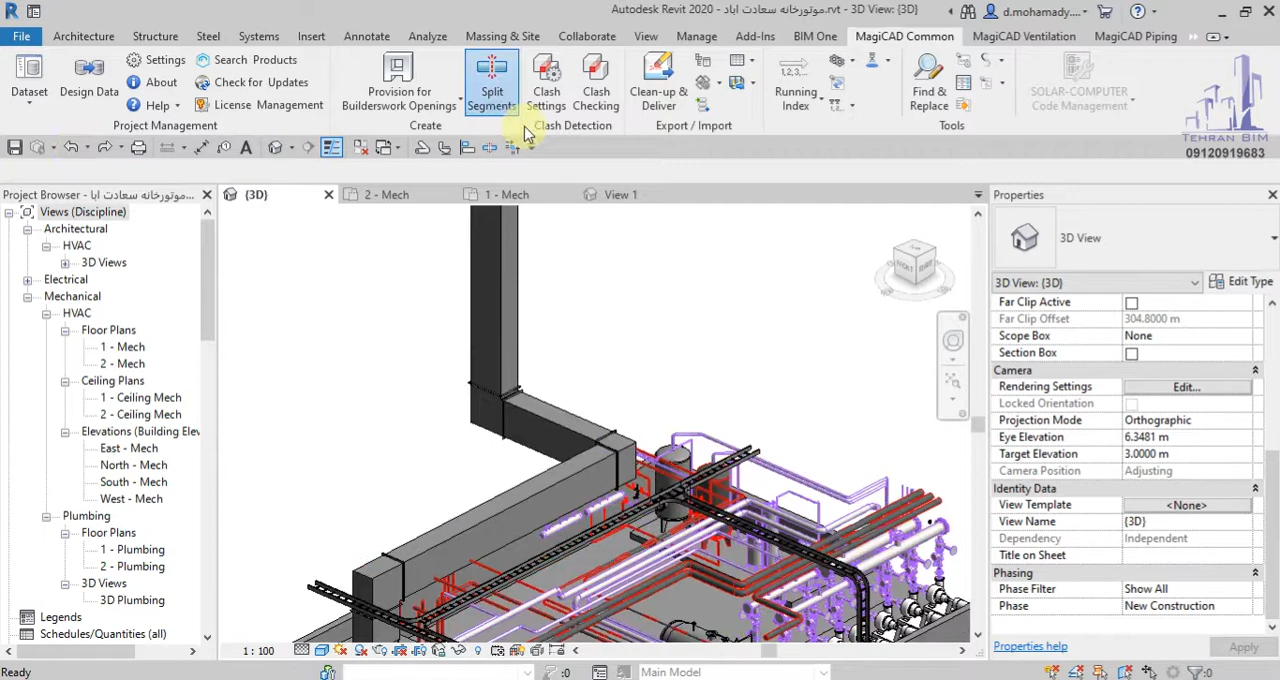 Autodesk Revit 2020 - موتورخانه سعادت اباد.rvt - 3D View: {3D}
d.mohamady....
File Architecture Structure Steel Systems Insert Annotate Analyze Massing & Site Collaborate View Manage Add-Ins BIM One MagiCAD Common MagiCAD Ventilation MagiCAD Piping
Dataset
Design Data
Settings
About
Help
Search Products
Check for Updates
License Management
Project Management
Provision for
Builderswork Openings
Split
Segments
Create
Clash
Settings
Clash
Checking
Clash Detection
Clean-up &
Deliver
Export / Import
1,2,3,..
Running
Index
Find &
Replace
Tools
SOLAR-COMPUTER
Code Management
TEHRAN BIM
09120919683
Project Browser - موتورخانه سعادت ابا...
{3D}
2 - Mech
1 - Mech
View 1
Properties
Views (Discipline)
Architectural
HVAC
3D Views
Electrical
Mechanical
HVAC
Floor Plans
1 - Mech
2 - Mech
Ceiling Plans
1 - Ceiling Mech
2 - Ceiling Mech
Elevations (Building Elev
East - Mech
North - Mech
South - Mech
West - Mech
Plumbing
Floor Plans
1 - Plumbing
2 - Plumbing
3D Views
3D Plumbing
Legends
Schedules/Quantities (all)
3D View
3D View: {3D}
Edit Type
Far Clip Active
Far Clip Offset 304.8000 m
Scope Box None
Section Box
Camera
Rendering Settings Edit...
Locked Orientation
Projection Mode Orthographic
Eye Elevation 6.3481 m
Target Elevation 3.0000 m
Camera Position Adjusting
Identity Data
View Template <None>
View Name {3D}
Dependency Independent
Title on Sheet
Phasing
Phase Filter Show All
Phase New Construction
Properties help
Apply
1 : 100
Ready
:0
Main Model
:0